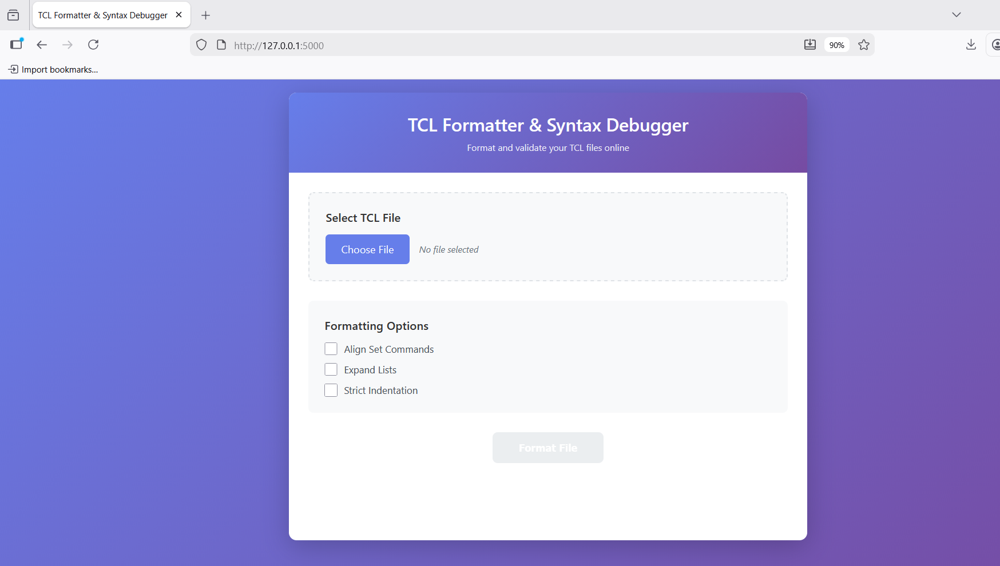 TCL Formatter & Syntax Debugger
http://127.0.0.1:5000
90%
Import bookmarks...
TCL Formatter & Syntax Debugger
Format and validate your TCL files online
Select TCL File
Choose File
No file selected
Formatting Options
Align Set Commands
Expand Lists
Strict Indentation
Format File